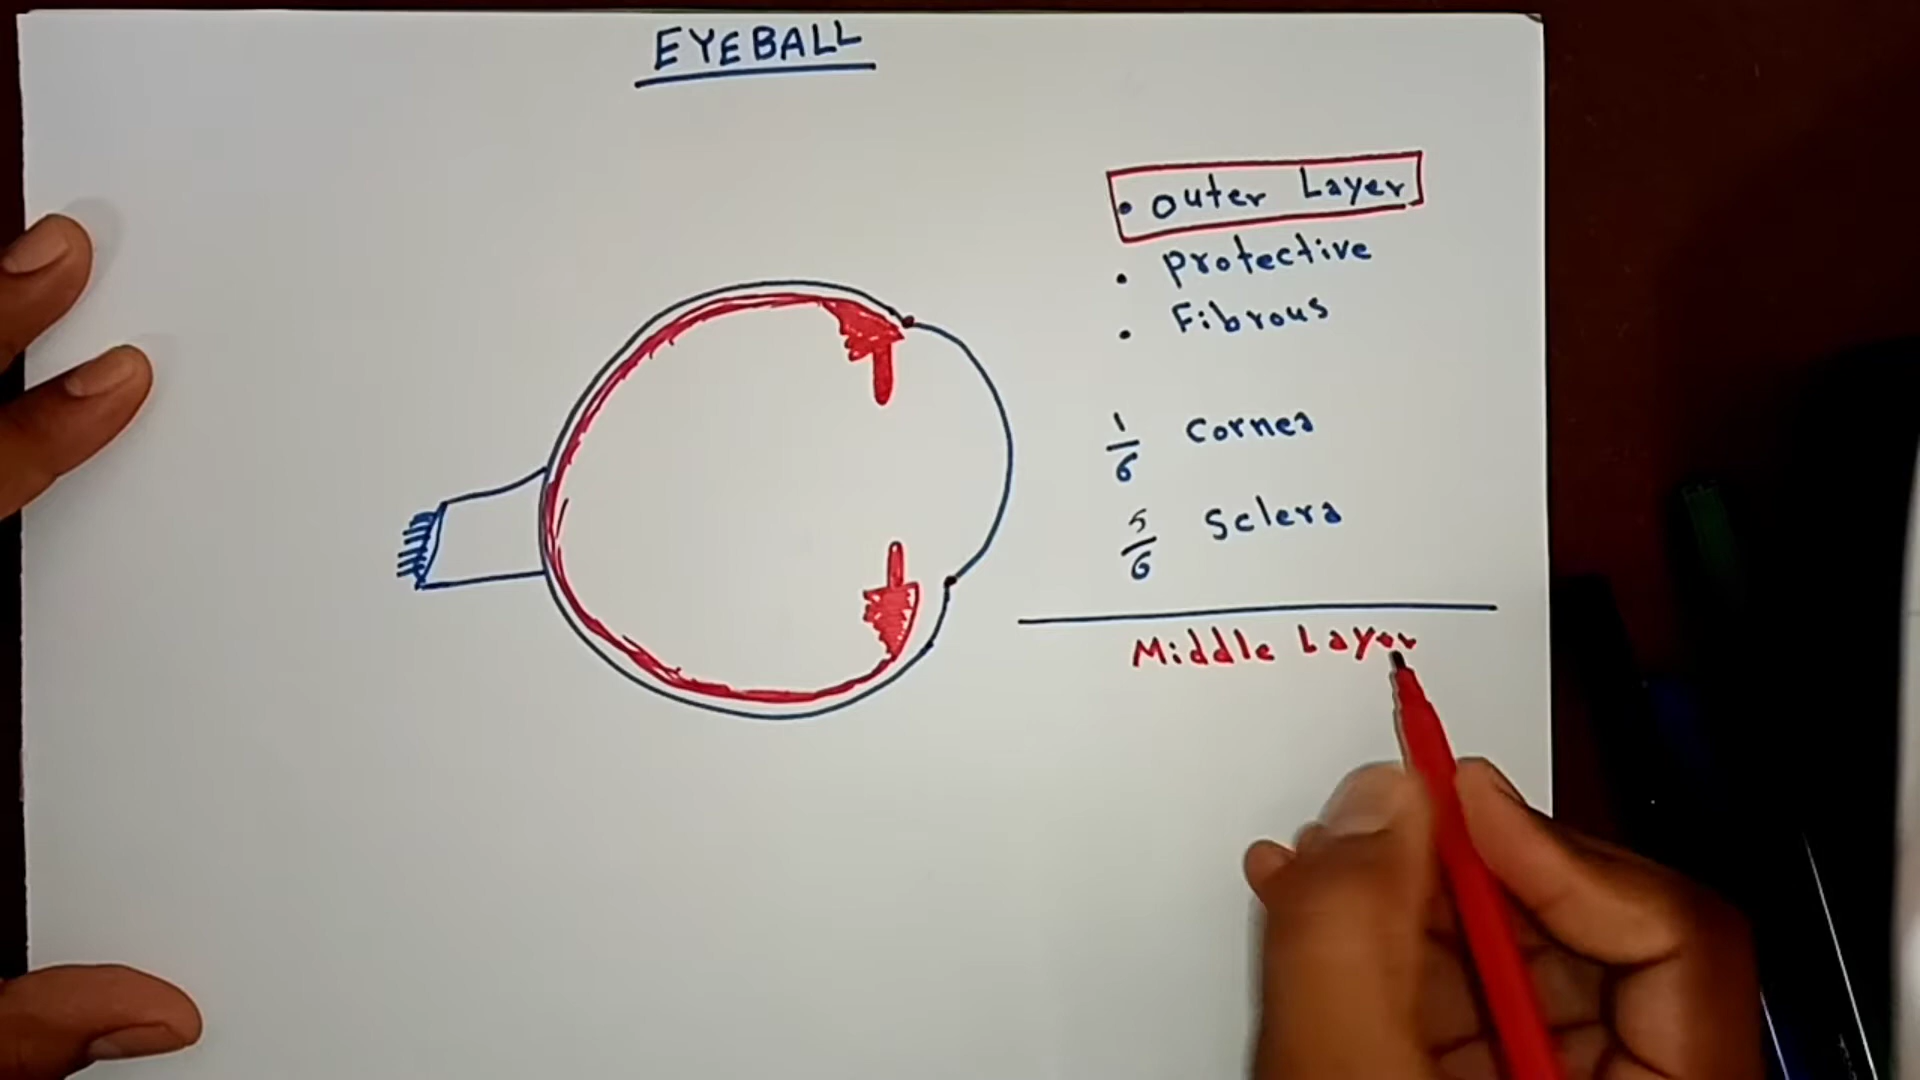 EYEBALL
• outer Layer
• Protective
• Fibrous
1/6 Cornea
5/6 Sclera
Middle Layer